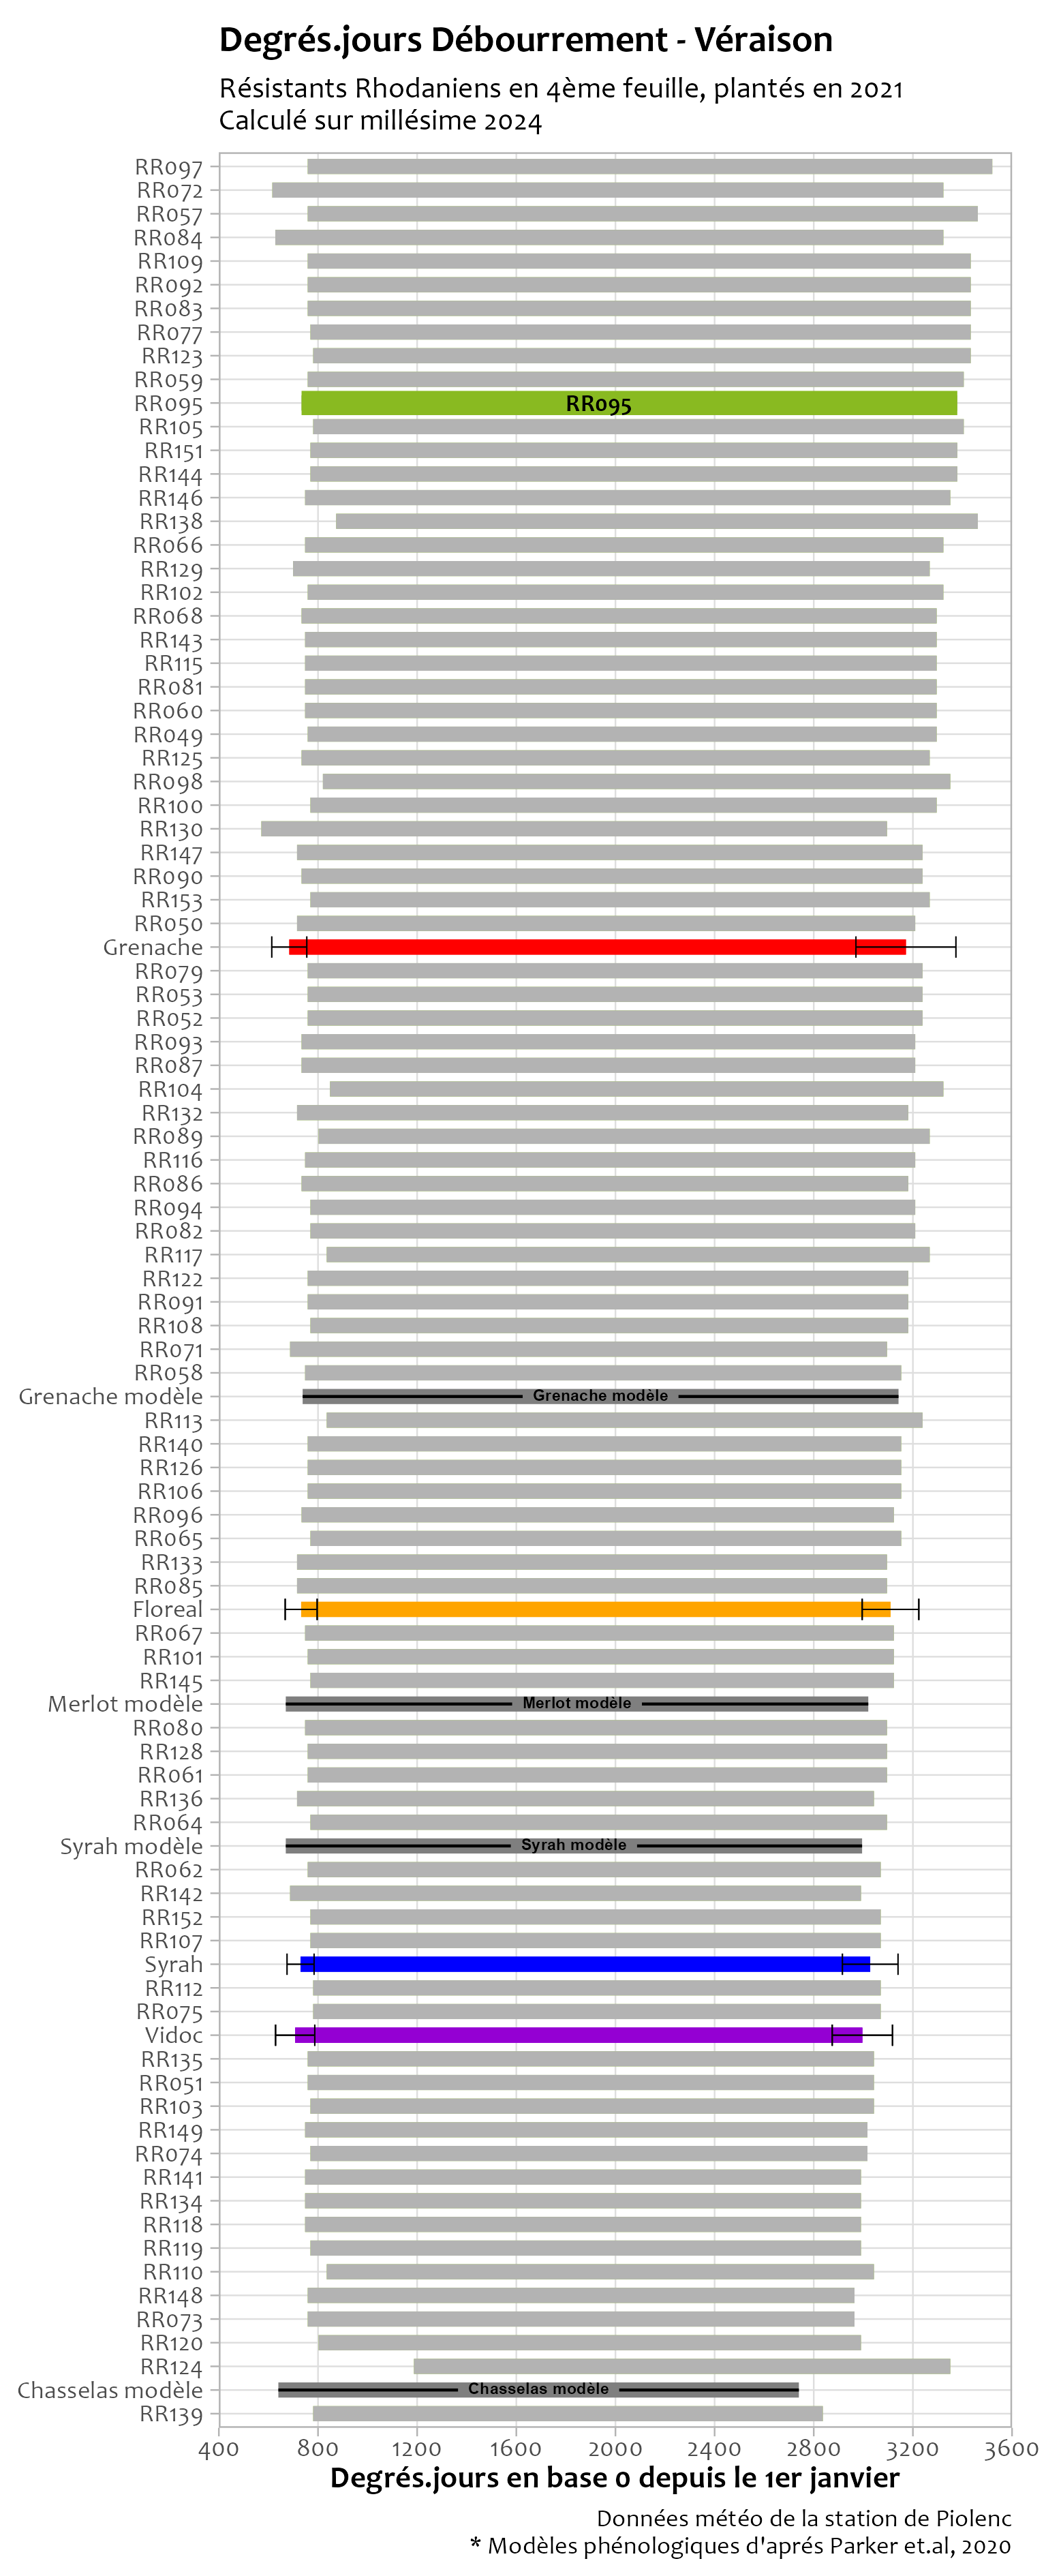 Degrés.jours Débourrement - Véraison
Résistants Rhodaniens en 4ème feuille, plantés en 2021
Calculé sur millésime 2024
RR097
RR072
RR057
RR084
RR109
RR092
RR083
RR077
RR123
RR059
RR095 RR095
RR105
RR151
RR144
RR146
RR138
RR066
RR129
RR102
RR068
RR143
RR115
RR081
RR060
RR049
RR125
RR098
RR100
RR130
RR147
RR090
RR153
RR050
Grenache
RR079
RR053
RR052
RR093
RR087
RR104
RR132
RR089
RR116
RR086
RR094
RR082
RR117
RR122
RR091
RR108
RR071
RR058
Grenache modèle Grenache modèle
RR113
RR140
RR126
RR106
RR096
RR065
RR133
RR085
Floreal
RR067
RR101
RR145
Merlot modèle Merlot modèle
RR080
RR128
RR061
RR136
RR064
Syrah modèle Syrah modèle
RR062
RR142
RR152
RR107
Syrah
RR112
RR075
Vidoc
RR135
RR051
RR103
RR149
RR074
RR141
RR134
RR118
RR119
RR110
RR148
RR073
RR120
RR124
Chasselas modèle Chasselas modèle
RR139
400 800 1200 1600 2000 2400 2800 3200 3600
Degrés.jours en base 0 depuis le 1er janvier
Données météo de la station de Piolenc
* Modèles phénologiques d'aprés Parker et.al, 2020